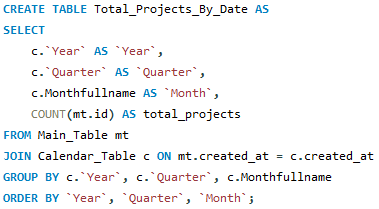 CREATE TABLE Total_Projects_By_Date AS
SELECT
    c.`Year` AS `Year`,
    c.`Quarter` AS `Quarter`,
    c.Monthfullname AS `Month`,
    COUNT(mt.id) AS total_projects
FROM Main_Table mt
JOIN Calendar_Table c ON mt.created_at = c.created_at
GROUP BY c.`Year`, c.`Quarter`, c.Monthfullname
ORDER BY `Year`, `Quarter`, `Month`;